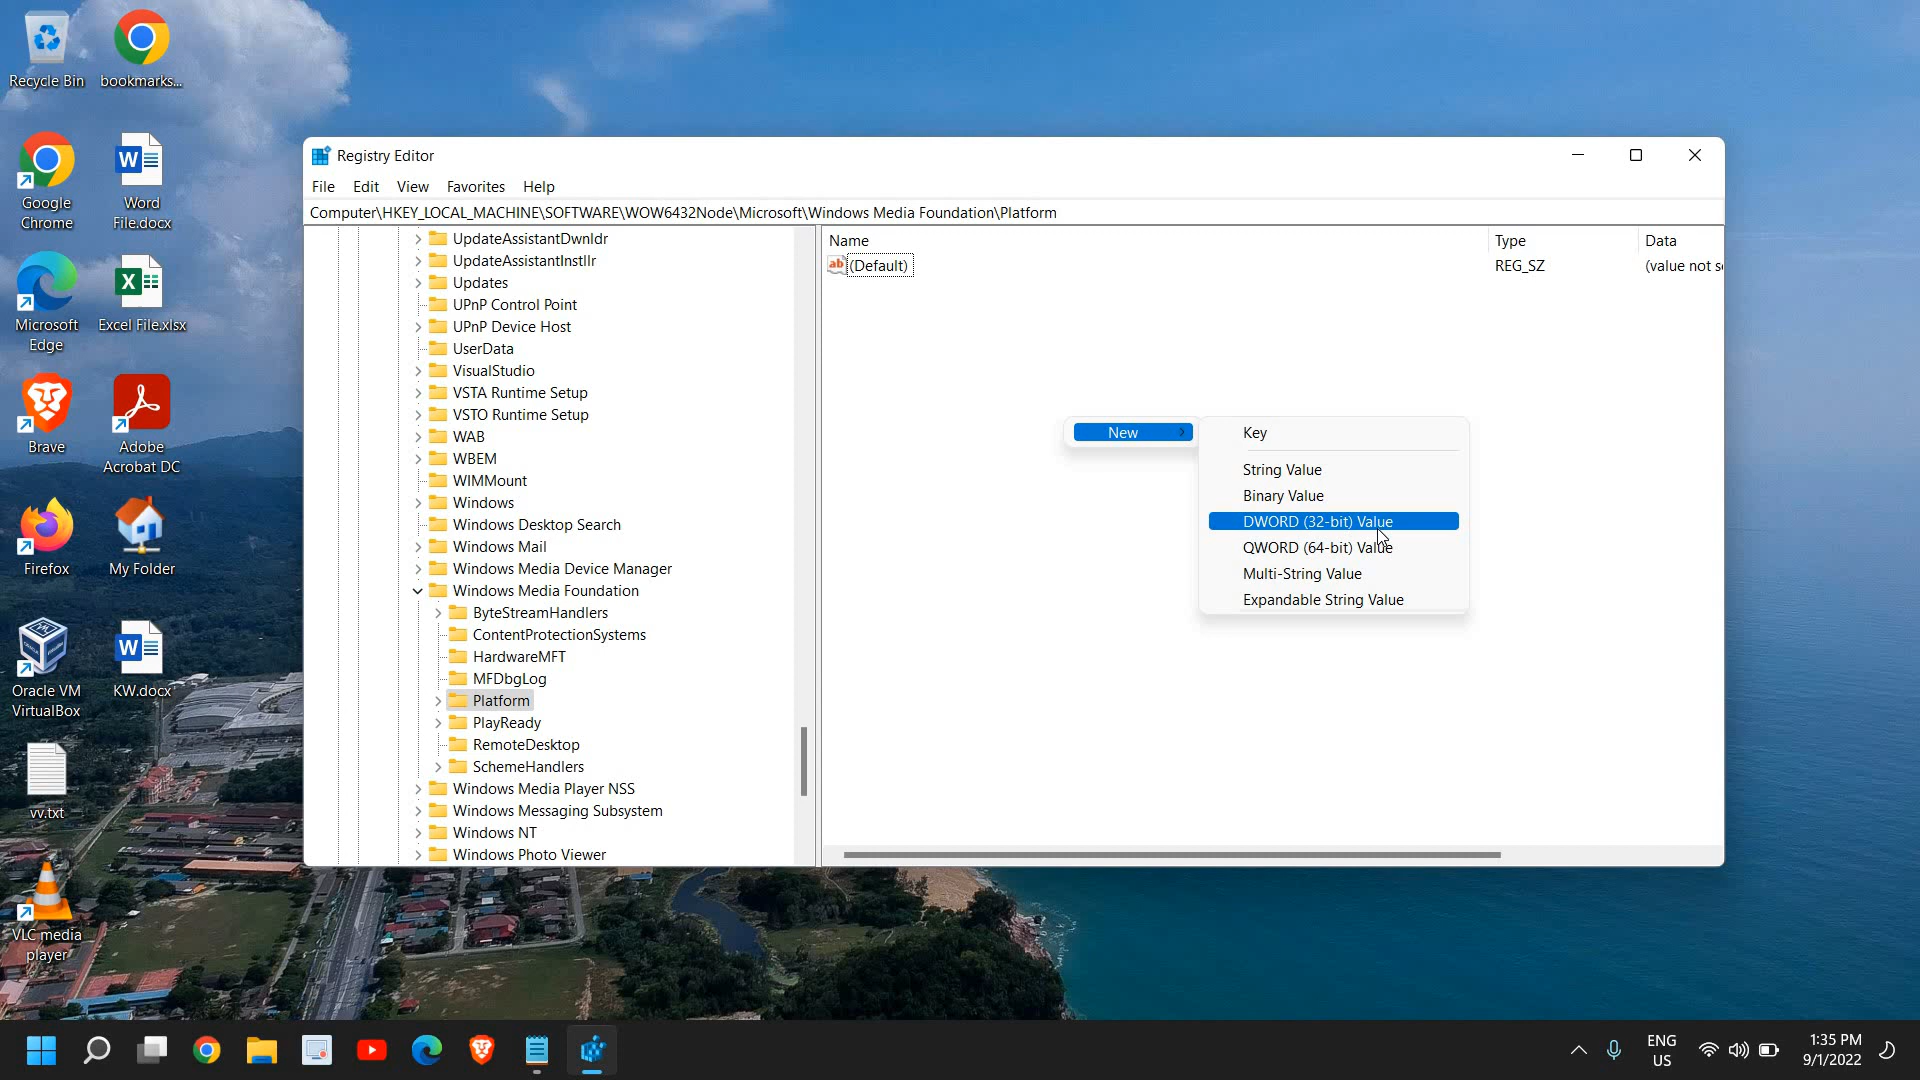 Recycle Bin
bookmarks...
Google
Chrome
Word
File.docx
Microsoft
Edge
Excel File.xlsx
Brave
Adobe
Acrobat DC
Firefox
My Folder
Oracle VM
VirtualBox
KW.docx
vv.txt
VLC media
player
Registry Editor
File Edit View Favorites Help
Computer\HKEY_LOCAL_MACHINE\SOFTWARE\WOW6432Node\Microsoft\Windows Media Foundation\Platform
UpdateAssistantDwnldr
UpdateAssistantInstllr
Updates
UPnP Control Point
UPnP Device Host
UserData
VisualStudio
VSTA Runtime Setup
VSTO Runtime Setup
WAB
WBEM
WIMMount
Windows
Windows Desktop Search
Windows Mail
Windows Media Device Manager
Windows Media Foundation
ByteStreamHandlers
ContentProtectionSystems
HardwareMFT
MFDbgLog
Platform
PlayReady
RemoteDesktop
SchemeHandlers
Windows Media Player NSS
Windows Messaging Subsystem
Windows NT
Windows Photo Viewer
Name Type Data
(Default) REG_SZ (value not s
New
Key
String Value
Binary Value
DWORD (32-bit) Value
QWORD (64-bit) Value
Multi-String Value
Expandable String Value
ENG
US
1:35 PM
9/1/2022